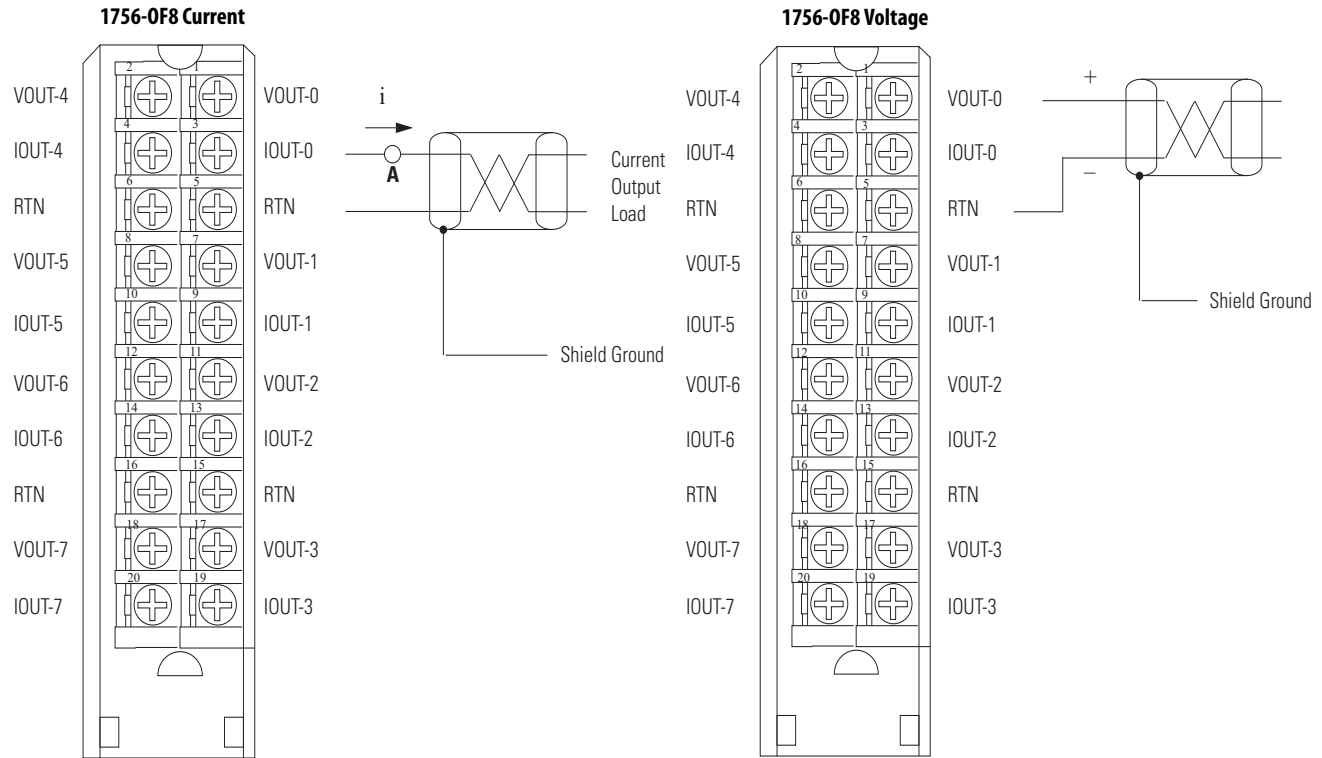 1756-OF8 Current
2 1
VOUT-4 VOUT-0
4 3
IOUT-4 IOUT-0
6 5
RTN RTN
8 7
VOUT-5 VOUT-1
10 9
IOUT-5 IOUT-1
12 11
VOUT-6 VOUT-2
14 13
IOUT-6 IOUT-2
16 15
RTN RTN
18 17
VOUT-7 VOUT-3
20 19
IOUT-7 IOUT-3
i
A
Current
Output
Load
Shield Ground
1756-OF8 Voltage
2 1
VOUT-4 VOUT-0
4 3
IOUT-4 IOUT-0
6 5
RTN RTN
8 7
VOUT-5 VOUT-1
10 9
IOUT-5 IOUT-1
12 11
VOUT-6 VOUT-2
14 13
IOUT-6 IOUT-2
16 15
RTN RTN
18 17
VOUT-7 VOUT-3
20 19
IOUT-7 IOUT-3
+
–
Shield Ground